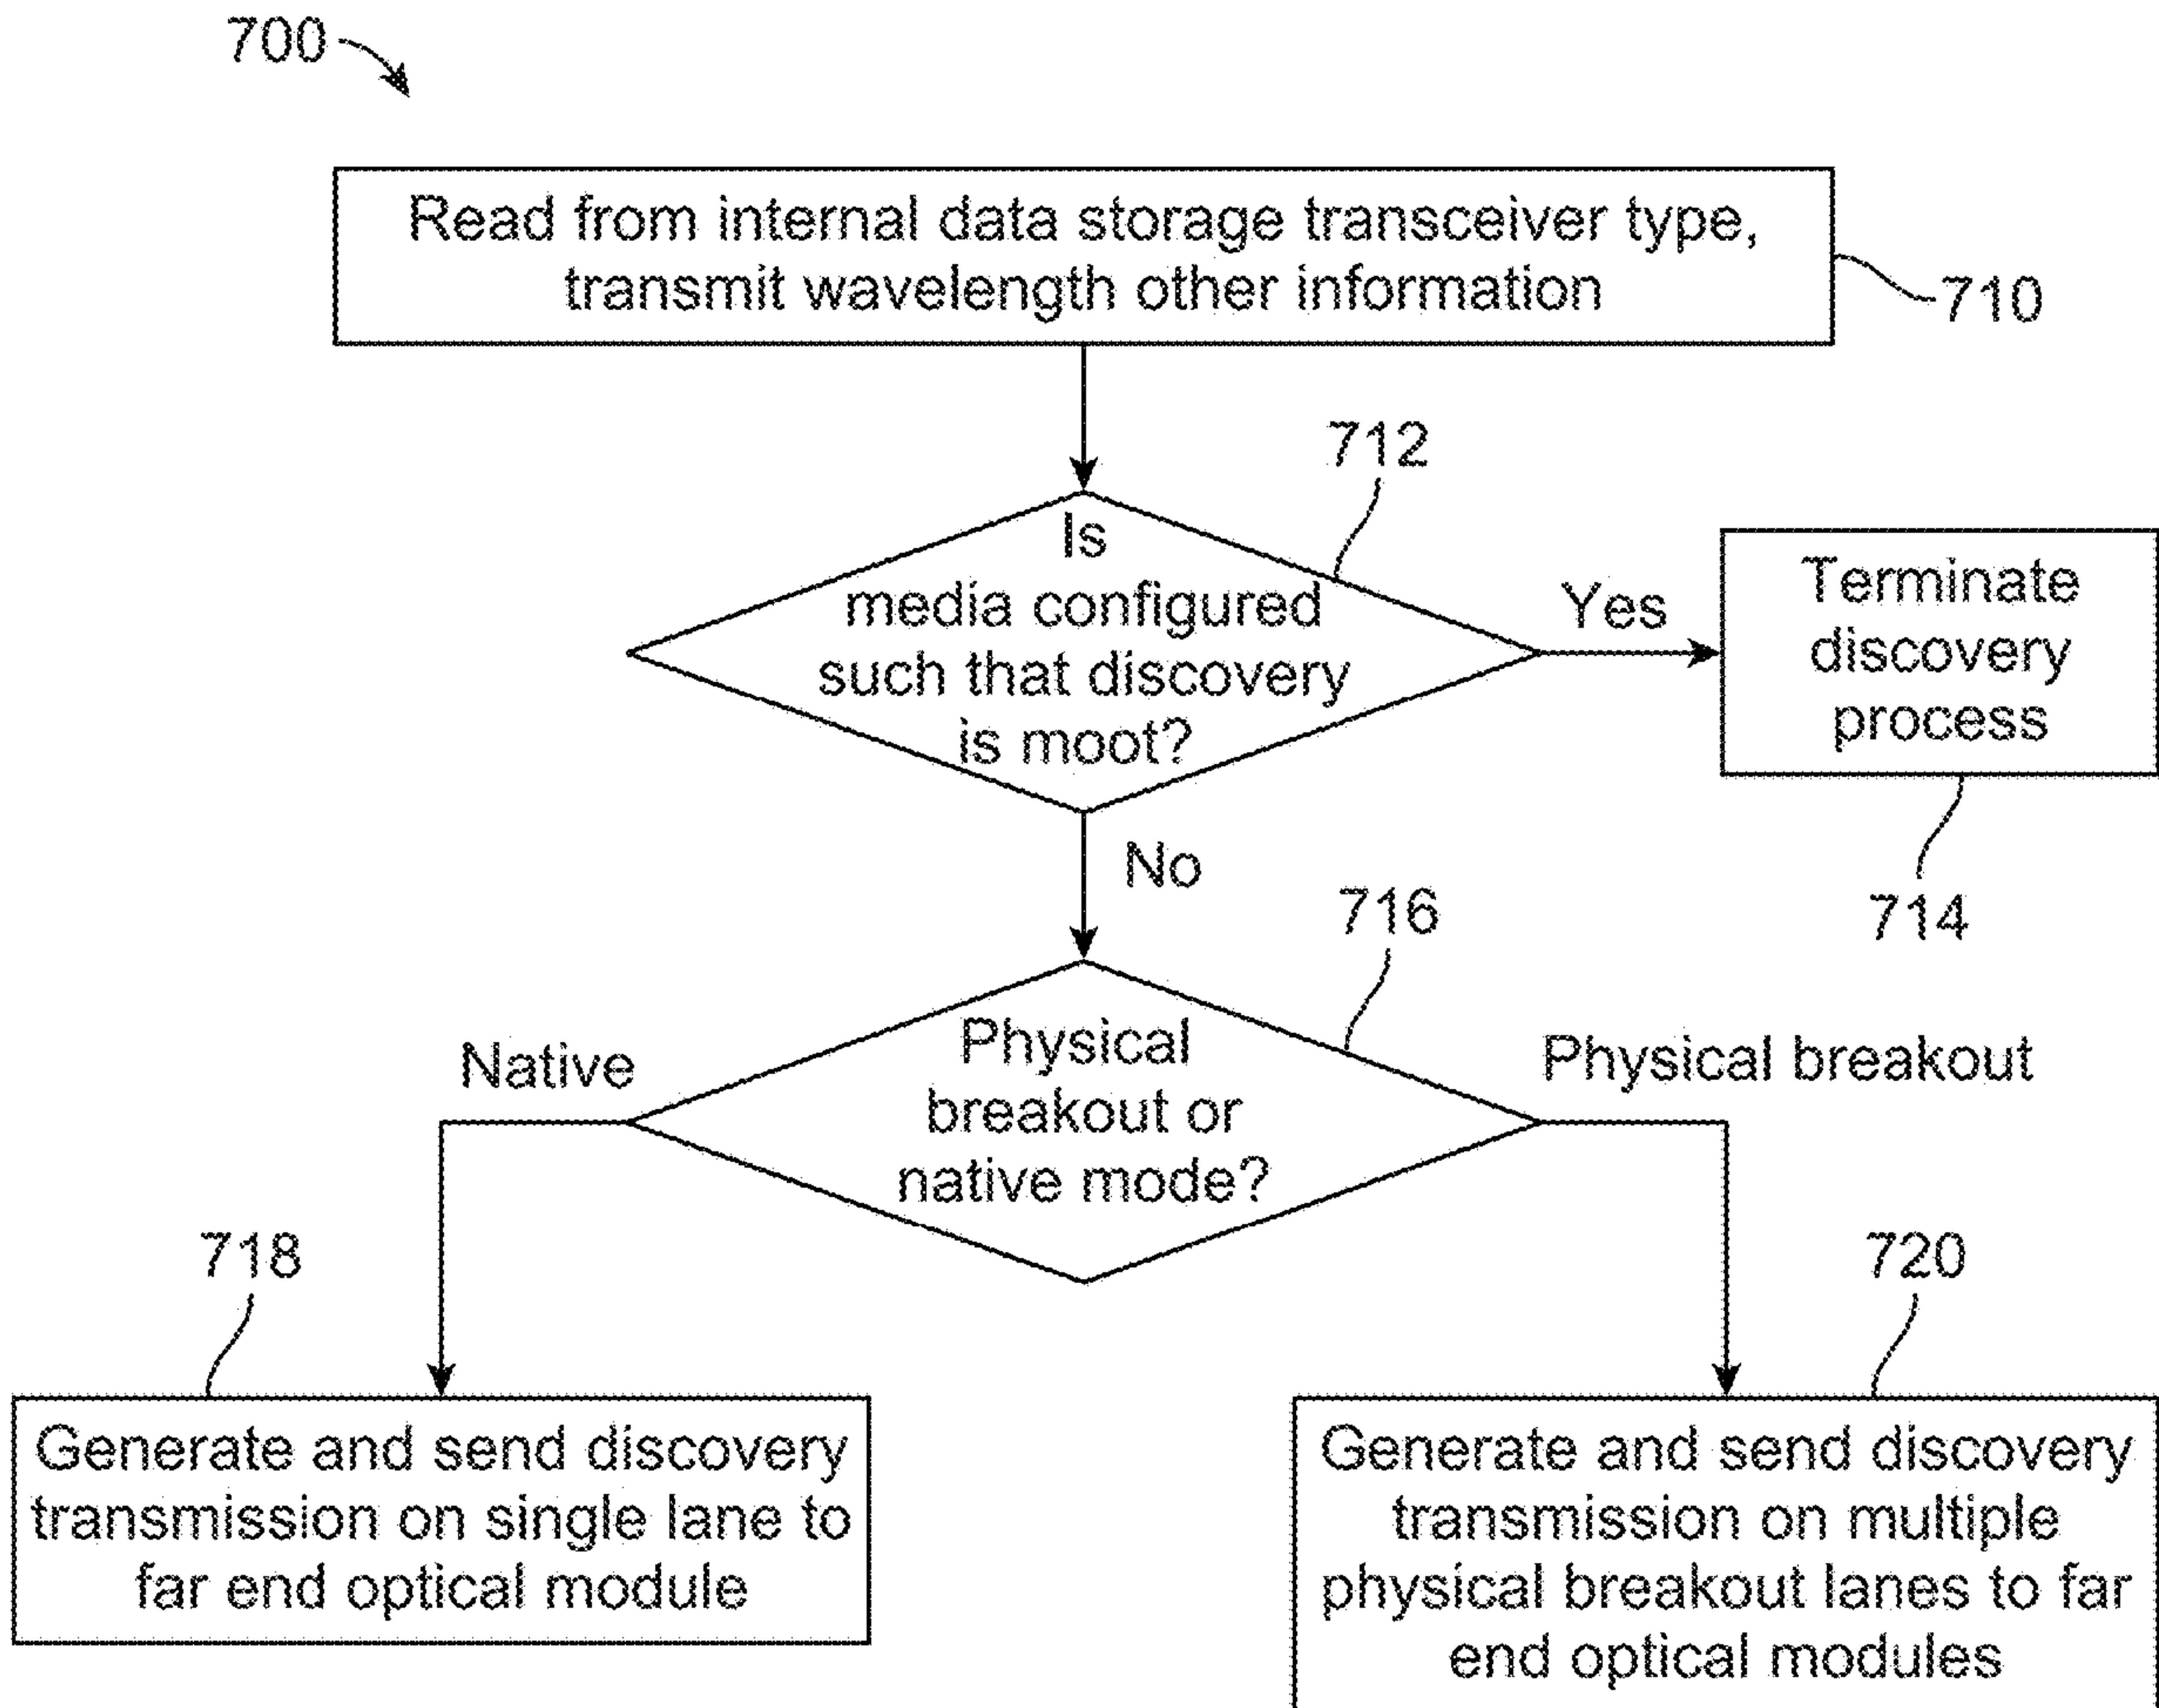 700
Read from internal data storage transceiver type,
transmit wavelength other information
710
712
Is
media configured
such that discovery
is moot?
Yes
Terminate
discovery
process
714
No
716
Physical
breakout or
native mode?
Native
Physical breakout
718
720
Generate and send discovery
transmission on single lane to
far end optical module
Generate and send discovery
transmission on multiple
physical breakout lanes to far
end optical modules